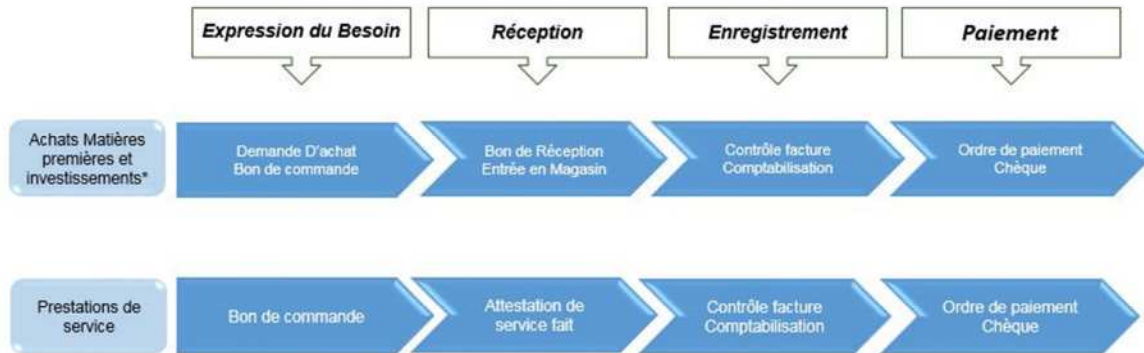 Expression du Besoin
Réception
Enregistrement
Paiement
Achats Matières
premières et
investissements*
Demande D'achat
Bon de commande
Bon de Réception
Entrée en Magasin
Contrôle facture
Comptabilisation
Ordre de paiement
Chèque
Prestations de
service
Bon de commande
Attestation de
service fait
Contrôle facture
Comptabilisation
Ordre de paiement
Chèque